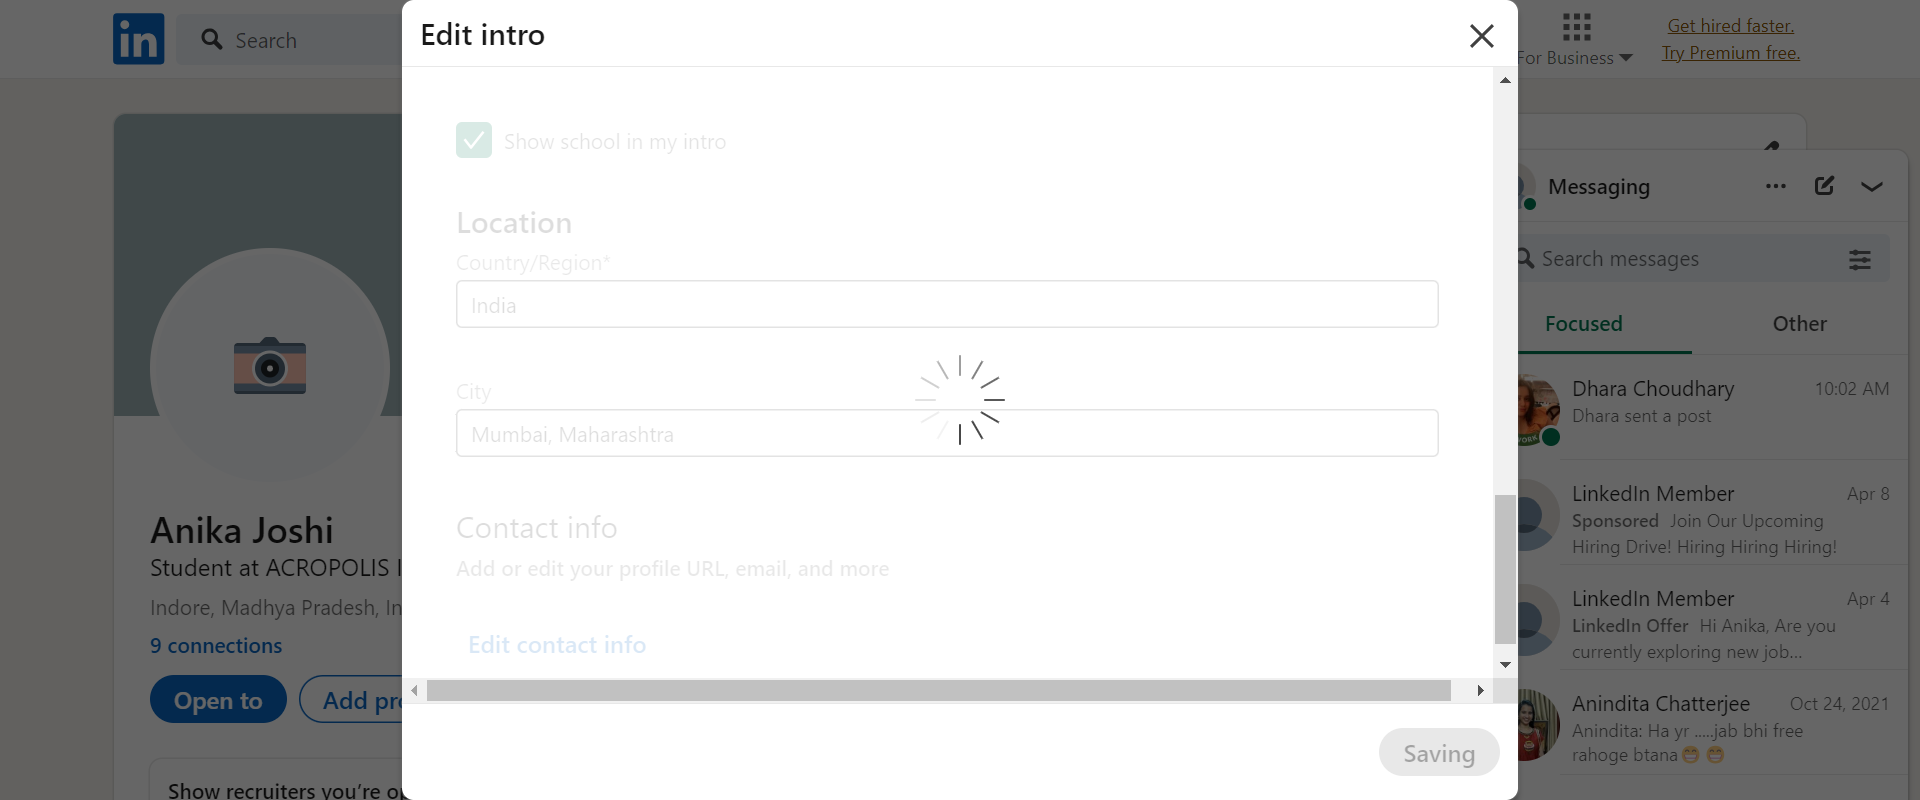 in
Search
For Business
Get hired faster.
Try Premium free.
Edit intro
Show school in my intro
Location
Country/Region*
India
City
Mumbai, Maharashtra
Contact info
Add or edit your profile URL, email, and more
Edit contact info
Saving
Anika Joshi
Student at ACROPOLIS
Indore, Madhya Pradesh,
9 connections
Open to
Add
Show recruiters you're
Messaging
Search messages
Focused
Other
Dhara Choudhary 10:02 AM
Dhara sent a post
LinkedIn Member Apr 8
Sponsored Join Our Upcoming
Hiring Drive! Hiring Hiring Hiring!
LinkedIn Member Apr 4
LinkedIn Offer Hi Anika, Are you
currently exploring new job...
Anindita Chatterjee Oct 24, 2021
Anindita: Ha yr .....jab bhi free
rahoge btana😁 😁